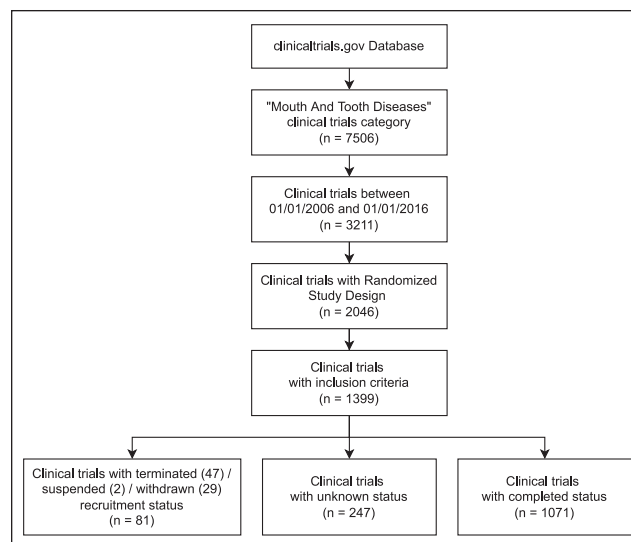 clinicaltrials.gov Database
"Mouth And Tooth Diseases"
clinical trials category
(n = 7506)
Clinical trials between
01/01/2006 and 01/01/2016
(n = 3211)
Clinical trials with Randomized
Study Design
(n = 2046)
Clinical trials
with inclusion criteria
(n = 1399)
Clinical trials with terminated (47) /
suspended (2) / withdrawn (29)
recruitment status
(n = 81)
Clinical trials
with unknown status
(n = 247)
Clinical trials
with completed status
(n = 1071)